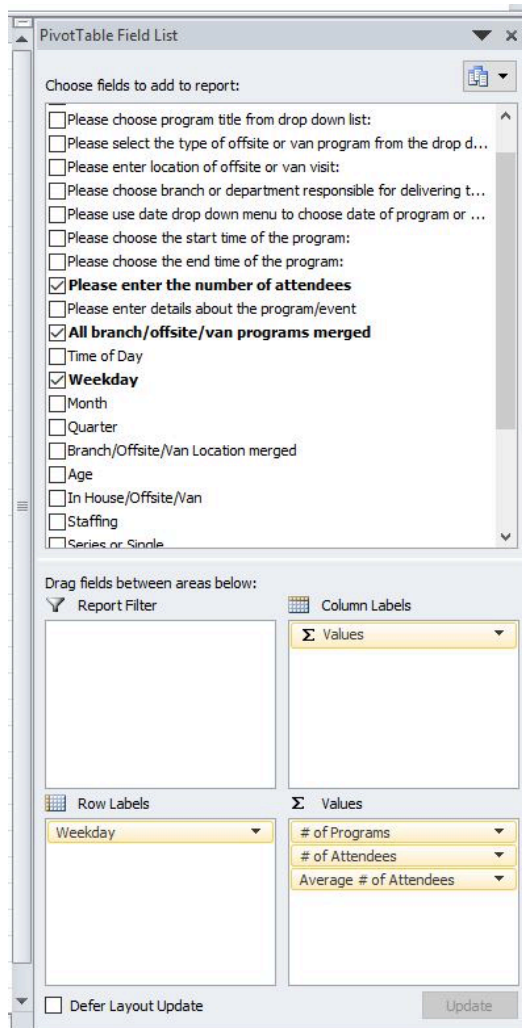 PivotTable Field List
Choose fields to add to report:
Please choose program title from drop down list:
Please select the type of offsite or van program from the drop d...
Please enter location of offsite or van visit:
Please choose branch or department responsible for delivering t...
Please use date drop down menu to choose date of program or ...
Please choose the start time of the program:
Please choose the end time of the program:
Please enter the number of attendees
Please enter details about the program/event
All branch/offsite/van programs merged
Time of Day
Weekday
Month
Quarter
Branch/Offsite/Van Location merged
Age
In House/Offsite/Van
Staffing
Series or Single
Drag fields between areas below:
Report Filter
Column Labels
Σ Values
Row Labels
Σ Values
Weekday
# of Programs
# of Attendees
Average # of Attendees
Defer Layout Update
Update